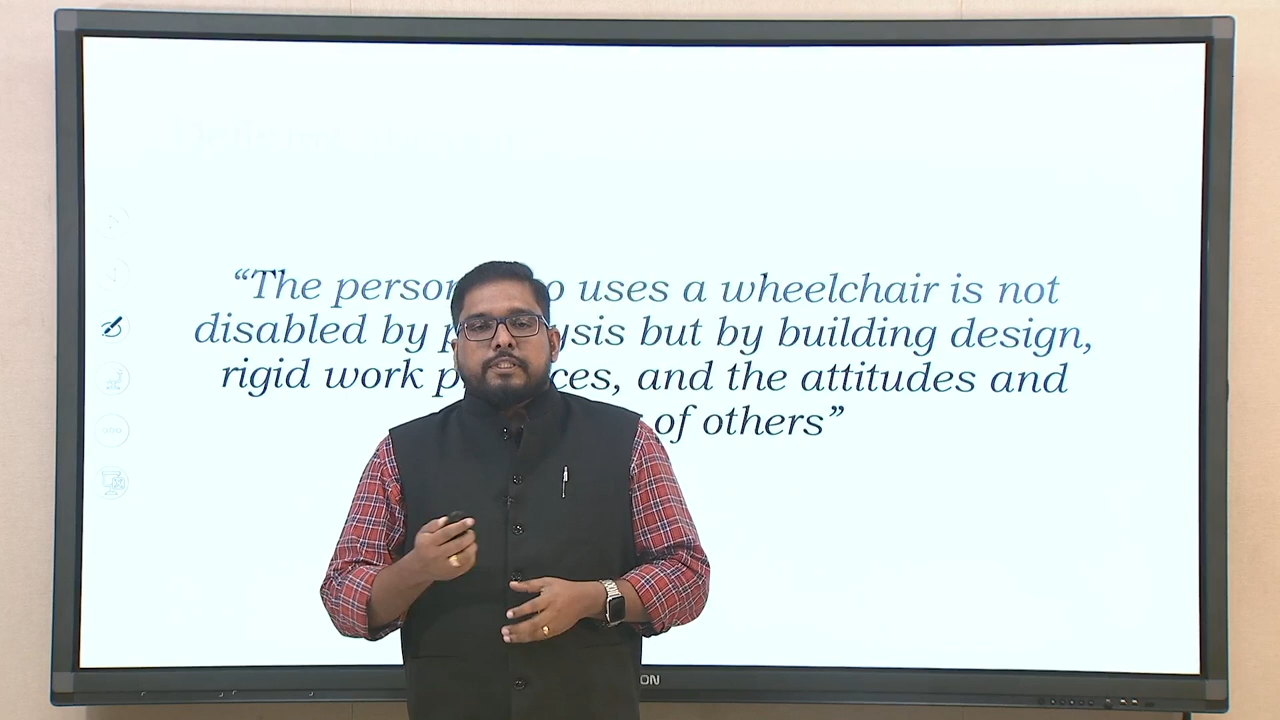 “The person uses a wheelchair is not
disabled by but by building design,
rigid work and the attitudes and
of others”